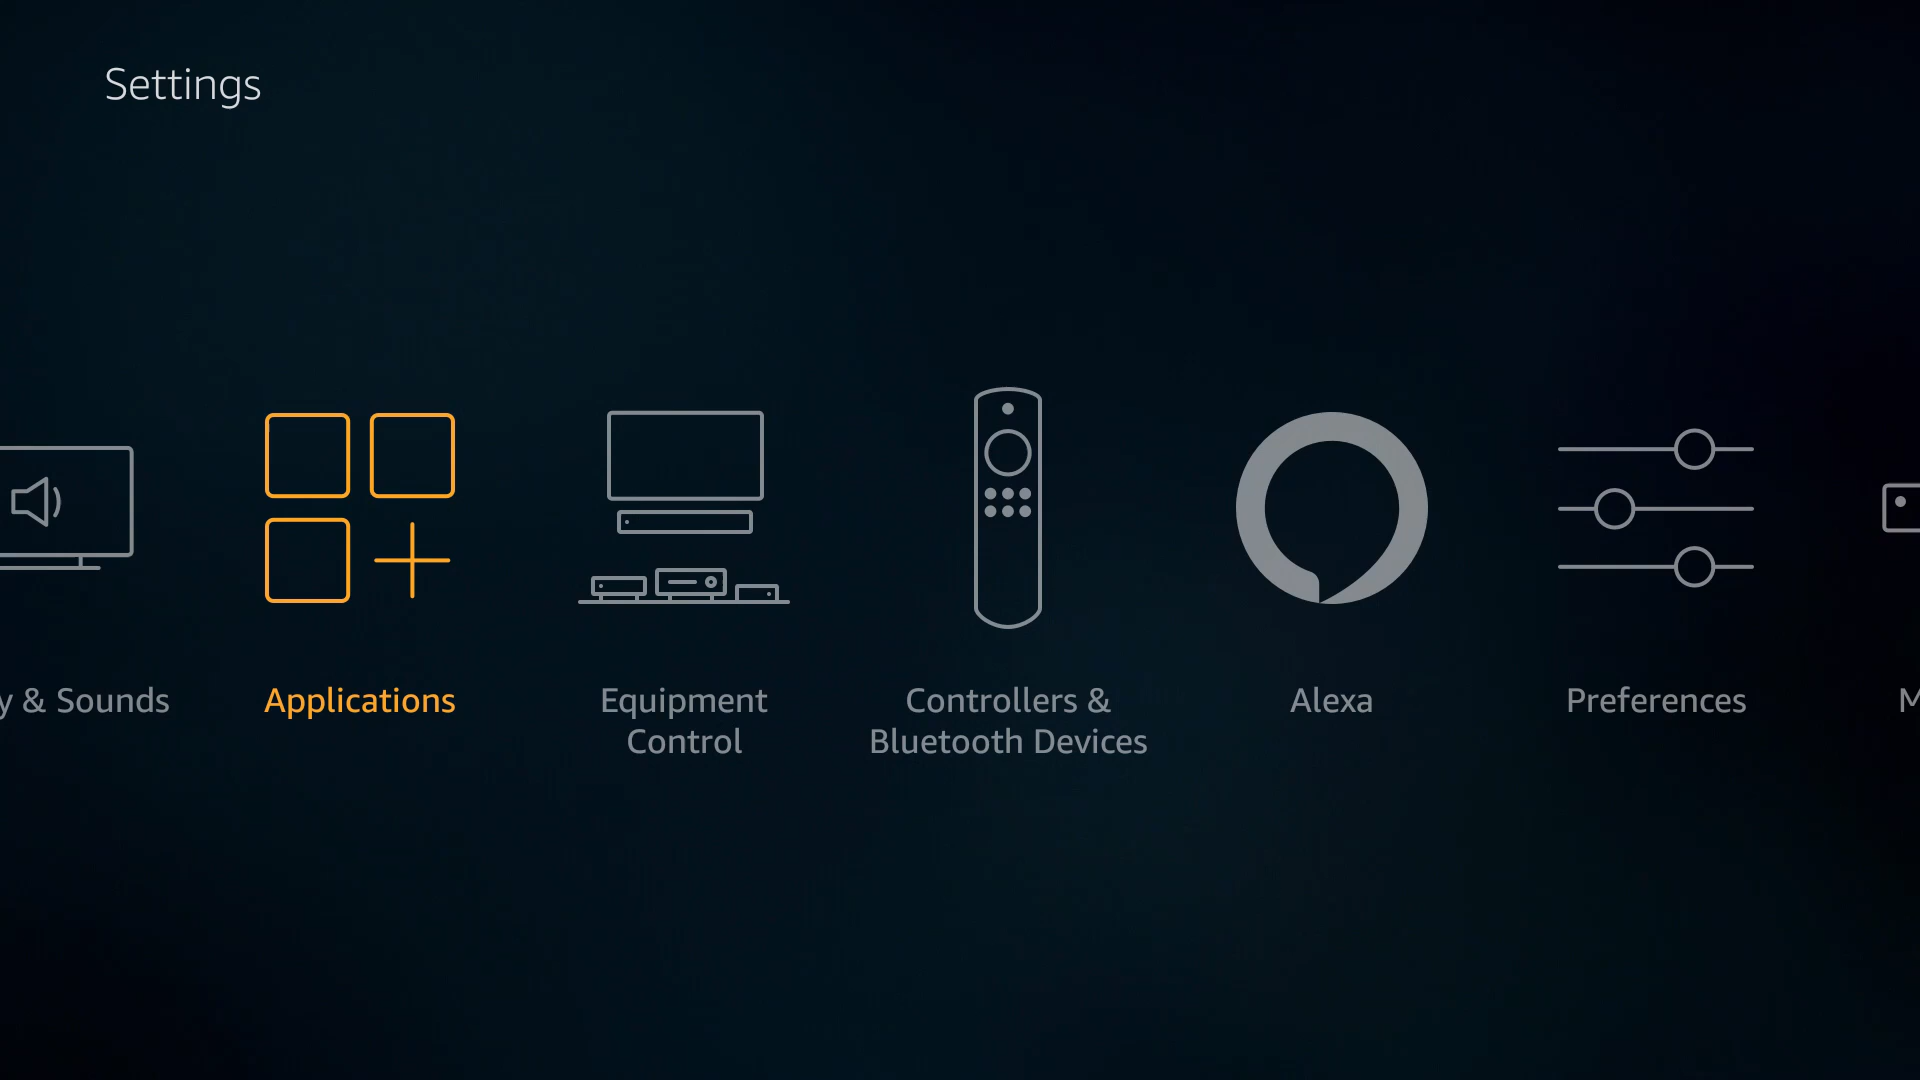 Settings
y & Sounds
Applications
Equipment
Control
Controllers &
Bluetooth Devices
Alexa
Preferences
M